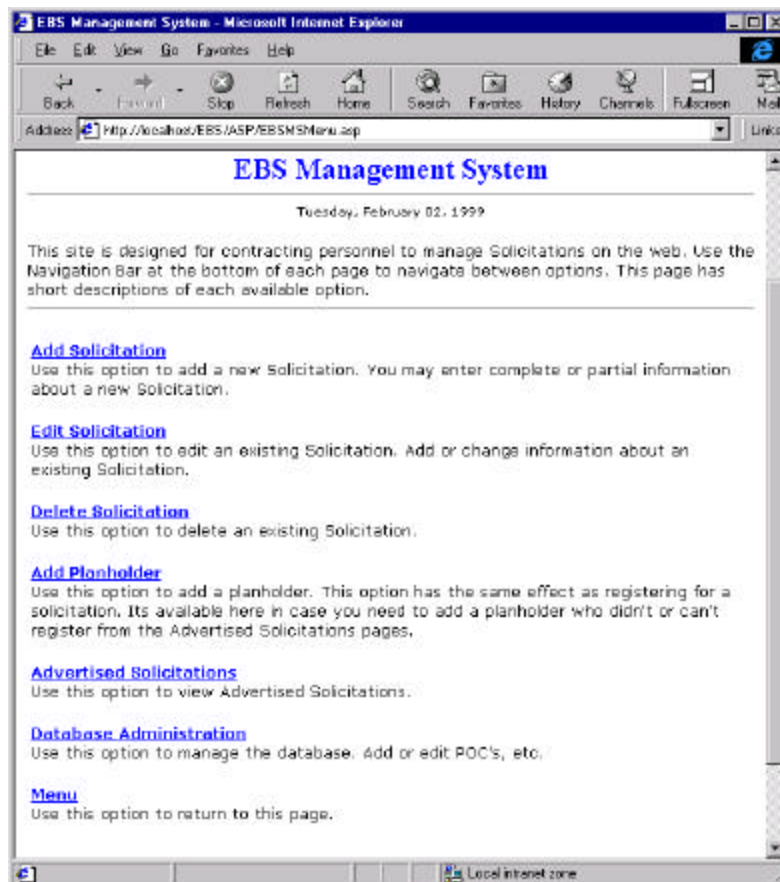 EBS Management System - Microsoft Internet Explorer
File Edit View Go Favorites Help
Back Forward Stop Refresh Home Search Favorites History Channels Fullscreen Mail
Address http://localhost/EBS/ASP/EBSMSMenu.asp Links
EBS Management System
Tuesday, February 02, 1999
This site is designed for contracting personnel to manage Solicitations on the web. Use the
Navigation Bar at the bottom of each page to navigate between options. This page has
short descriptions of each available option.
Add Solicitation
Use this option to add a new Solicitation. You may enter complete or partial information
about a new Solicitation.
Edit Solicitation
Use this option to edit an existing Solicitation. Add or change information about an
existing Solicitation.
Delete Solicitation
Use this option to delete an existing Solicitation.
Add Planholder
Use this option to add a planholder. This option has the same effect as registering for a
solicitation. Its available here in case you need to add a planholder who didn't or can't
register from the Advertised Solicitations pages.
Advertised Solicitations
Use this option to view Advertised Solicitations.
Database Administration
Use this option to manage the database. Add or edit POC's, etc.
Menu
Use this option to return to this page.
Local intranet zone